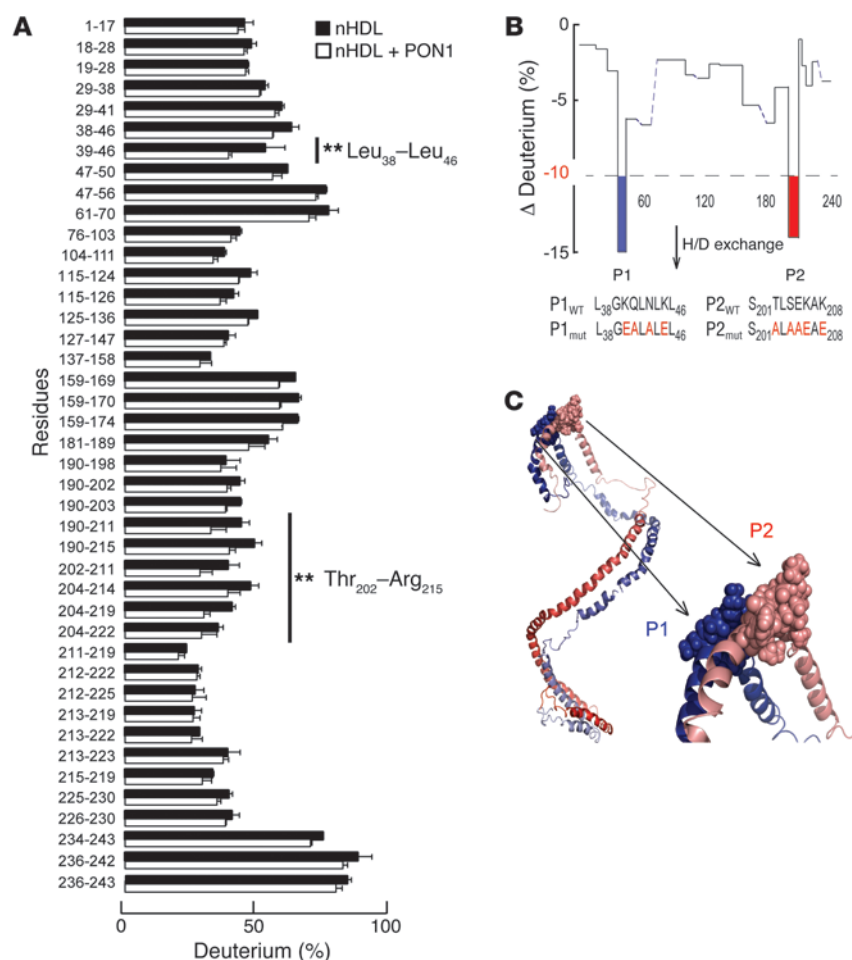 A
nHDL
nHDL + PON1
Residues
1-17
18-28
19-28
29-38
29-41
38-46
39-46
47-50
47-56
61-70
76-103
104-111
115-124
115-126
125-136
127-147
137-158
159-169
159-170
159-174
181-189
190-198
190-202
190-203
190-211
190-215
202-211
204-214
204-219
204-222
211-219
212-222
212-225
213-219
213-222
213-223
215-219
225-230
226-230
234-243
236-242
236-243
** Leu38–Leu46
** Thr202–Arg215
0 50 100
Deuterium (%)
B
Δ Deuterium (%)
0
-5
-10
-15
60 120 180 240
H/D exchange
P1 P2
P1WT L38GKQLNLKL46 P2WT S201TLSEKAK208
P1mut L38GEALALEL46 P2mut S201ALAAEAE208
C
P2
P1